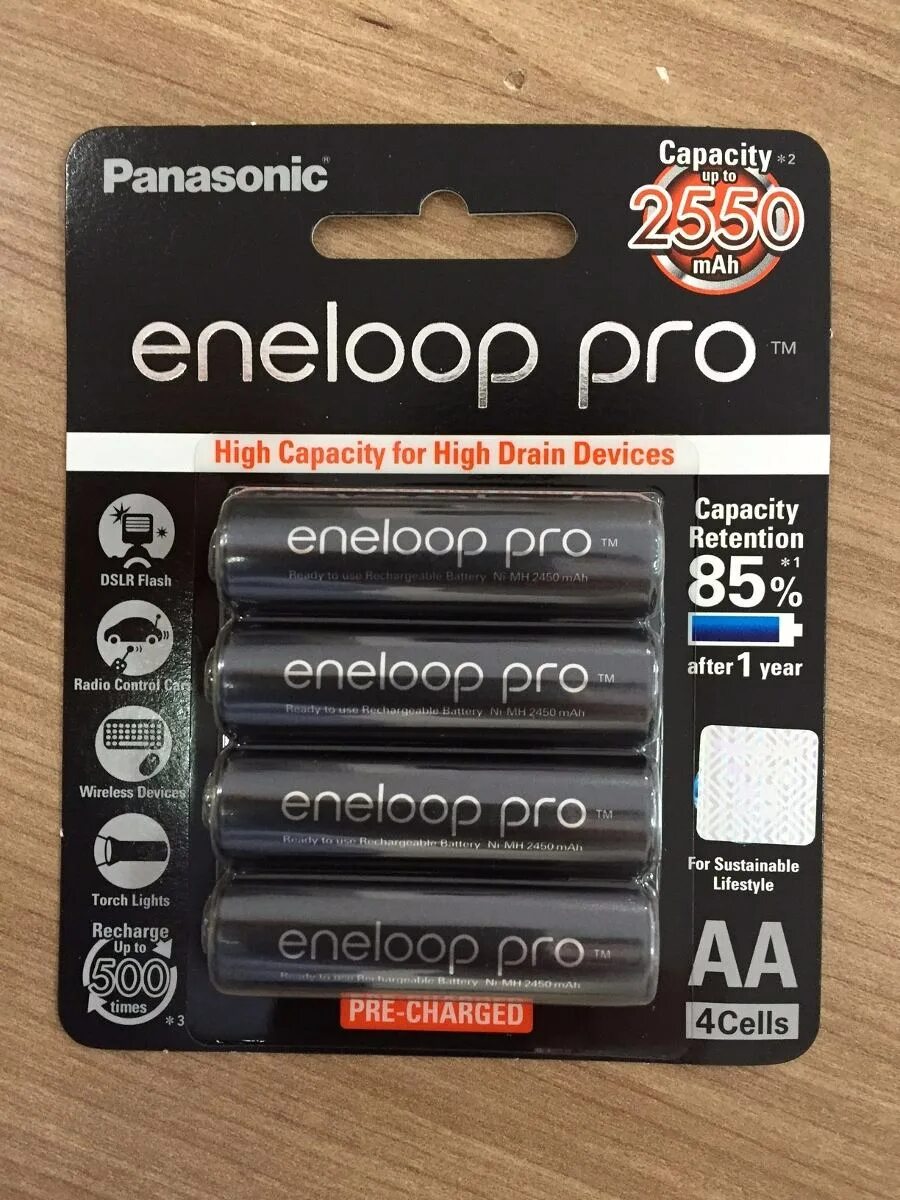 Panasonic®
Capacity *2
up to
2550
mAh
eneloop pro ™
High Capacity for High Drain Devices
DSLR Flash
Radio Control Cars
Wireless Devices
Torch Lights
Recharge
Up to
500
times
*3
eneloop pro ™
Ready to use Rechargeable Battery Ni-MH 2450 mAh
eneloop pro ™
Ready to use Rechargeable Battery Ni-MH 2450 mAh
eneloop pro ™
Ready to use Rechargeable Battery Ni-MH 2450 mAh
eneloop pro ™
Ready to use Rechargeable Battery Ni-MH 2450 mAh
PRE-CHARGED
Capacity
Retention
85% *1
after 1 year
For Sustainable
Lifestyle
AA
4Cells